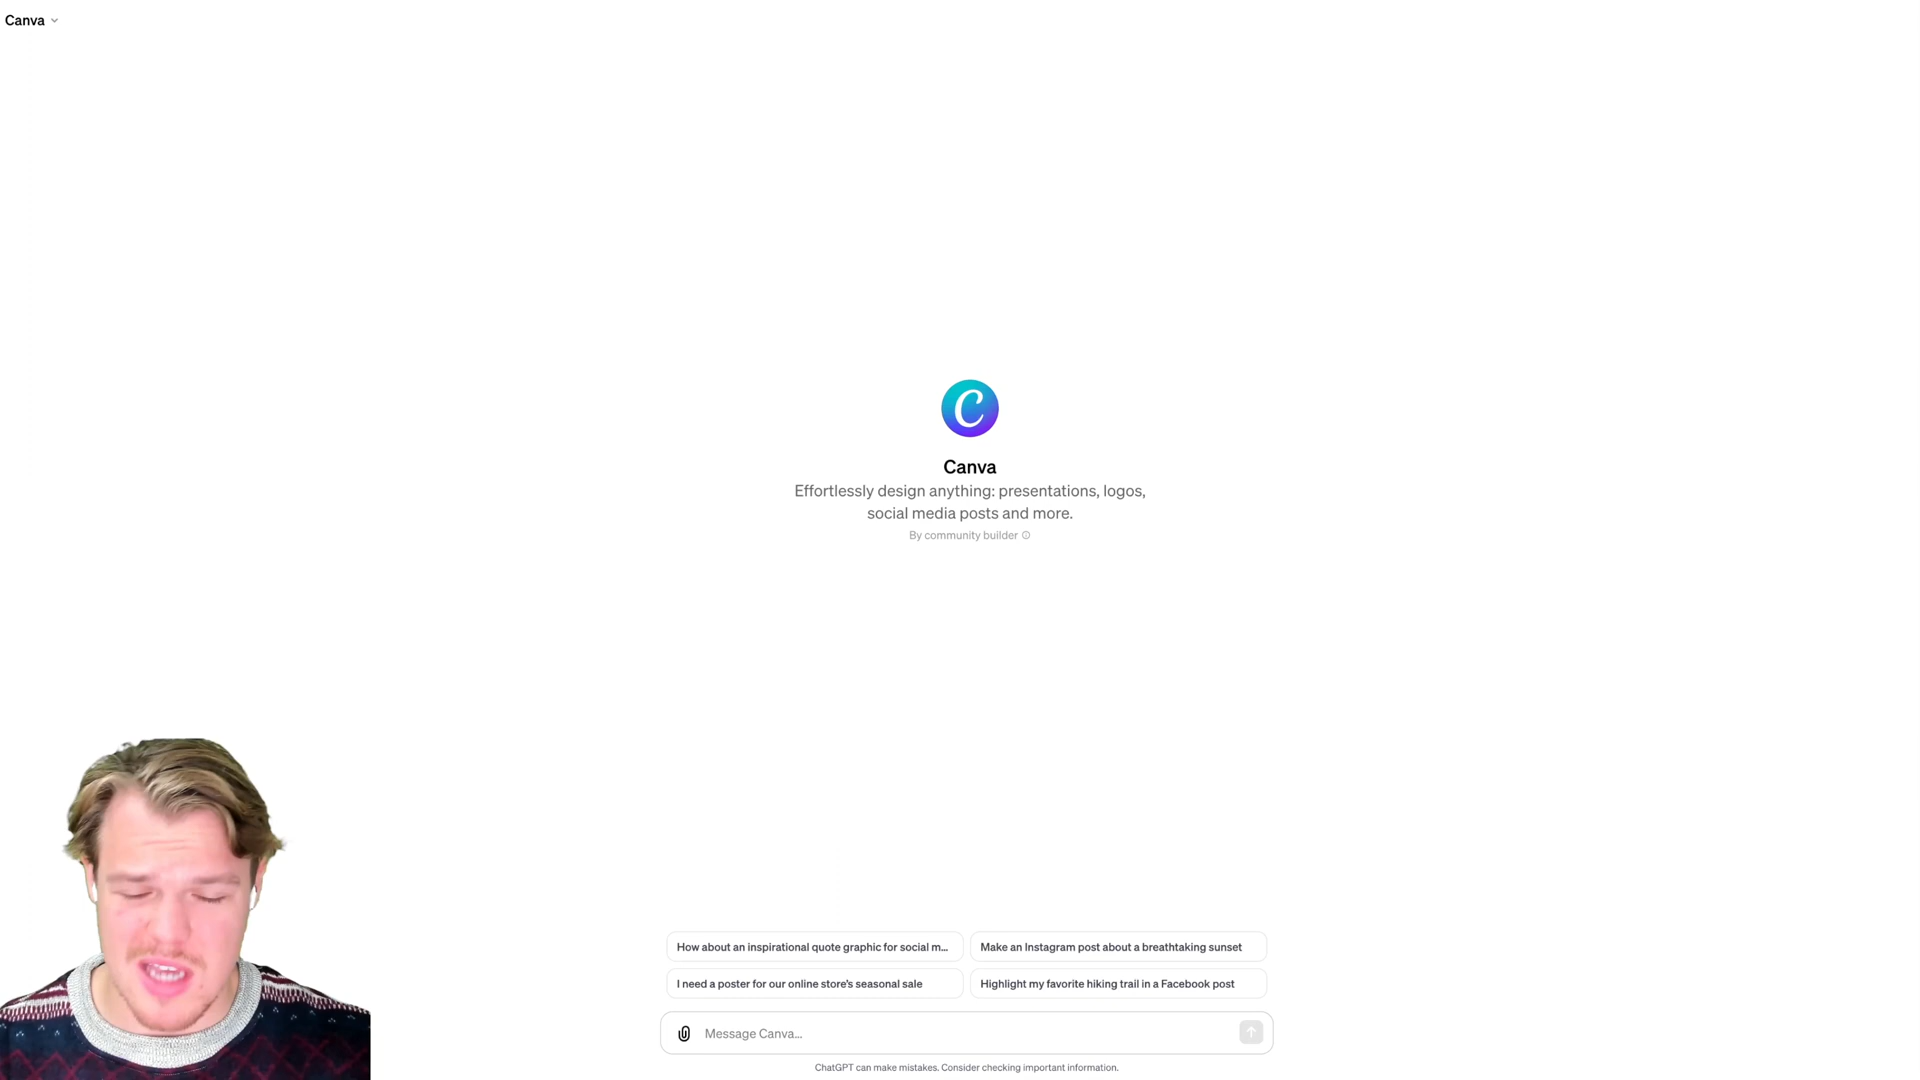 Canva
C
Canva
Effortlessly design anything: presentations, logos,
social media posts and more.
By community builder
How about an inspirational quote graphic for social m...
Make an Instagram post about a breathtaking sunset
I need a poster for our online store's seasonal sale
Highlight my favorite hiking trail in a Facebook post
Message Canva...
ChatGPT can make mistakes. Consider checking important information.